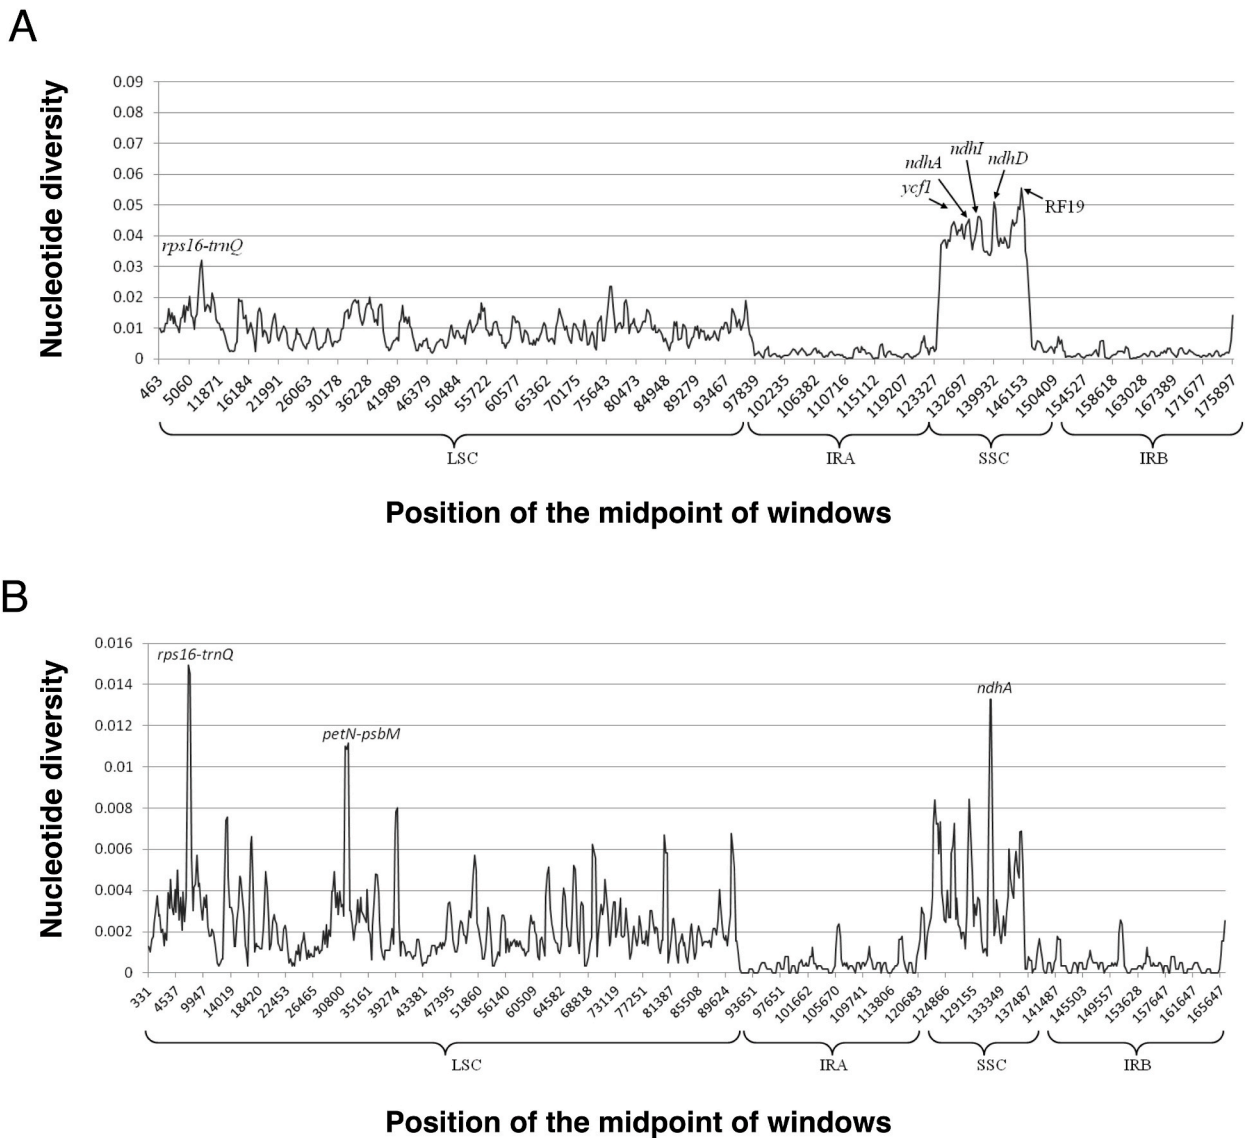 A
Nucleotide diversity
0.09
0.08
0.07
0.06
0.05
0.04
0.03
0.02
0.01
0
rps16-trnQ
ycf1
ndhA
ndhI
ndhD
RF19
463 5060 11871 16184 21991 26063 30178 36228 41989 46379 50484 55722 60577 65362 70175 75643 80473 84948 89279 93467 97839 102235 106382 110716 115112 119207 123327 132697 139932 146153 150409 154527 158618 163028 167389 171677 175897
LSC IRA SSC IRB
Position of the midpoint of windows
B
Nucleotide diversity
0.016
0.014
0.012
0.01
0.008
0.006
0.004
0.002
0
rps16-trnQ
petN-psbM
ndhA
331 4537 9947 14019 18420 22453 26465 30800 35161 39274 43381 47395 51860 56140 60509 64582 68818 73119 77251 81387 85508 89624 93651 97651 101662 105670 109741 113806 120683 124866 129155 133349 137487 141487 145503 149557 153628 157647 161647 165647
LSC IRA SSC IRB
Position of the midpoint of windows